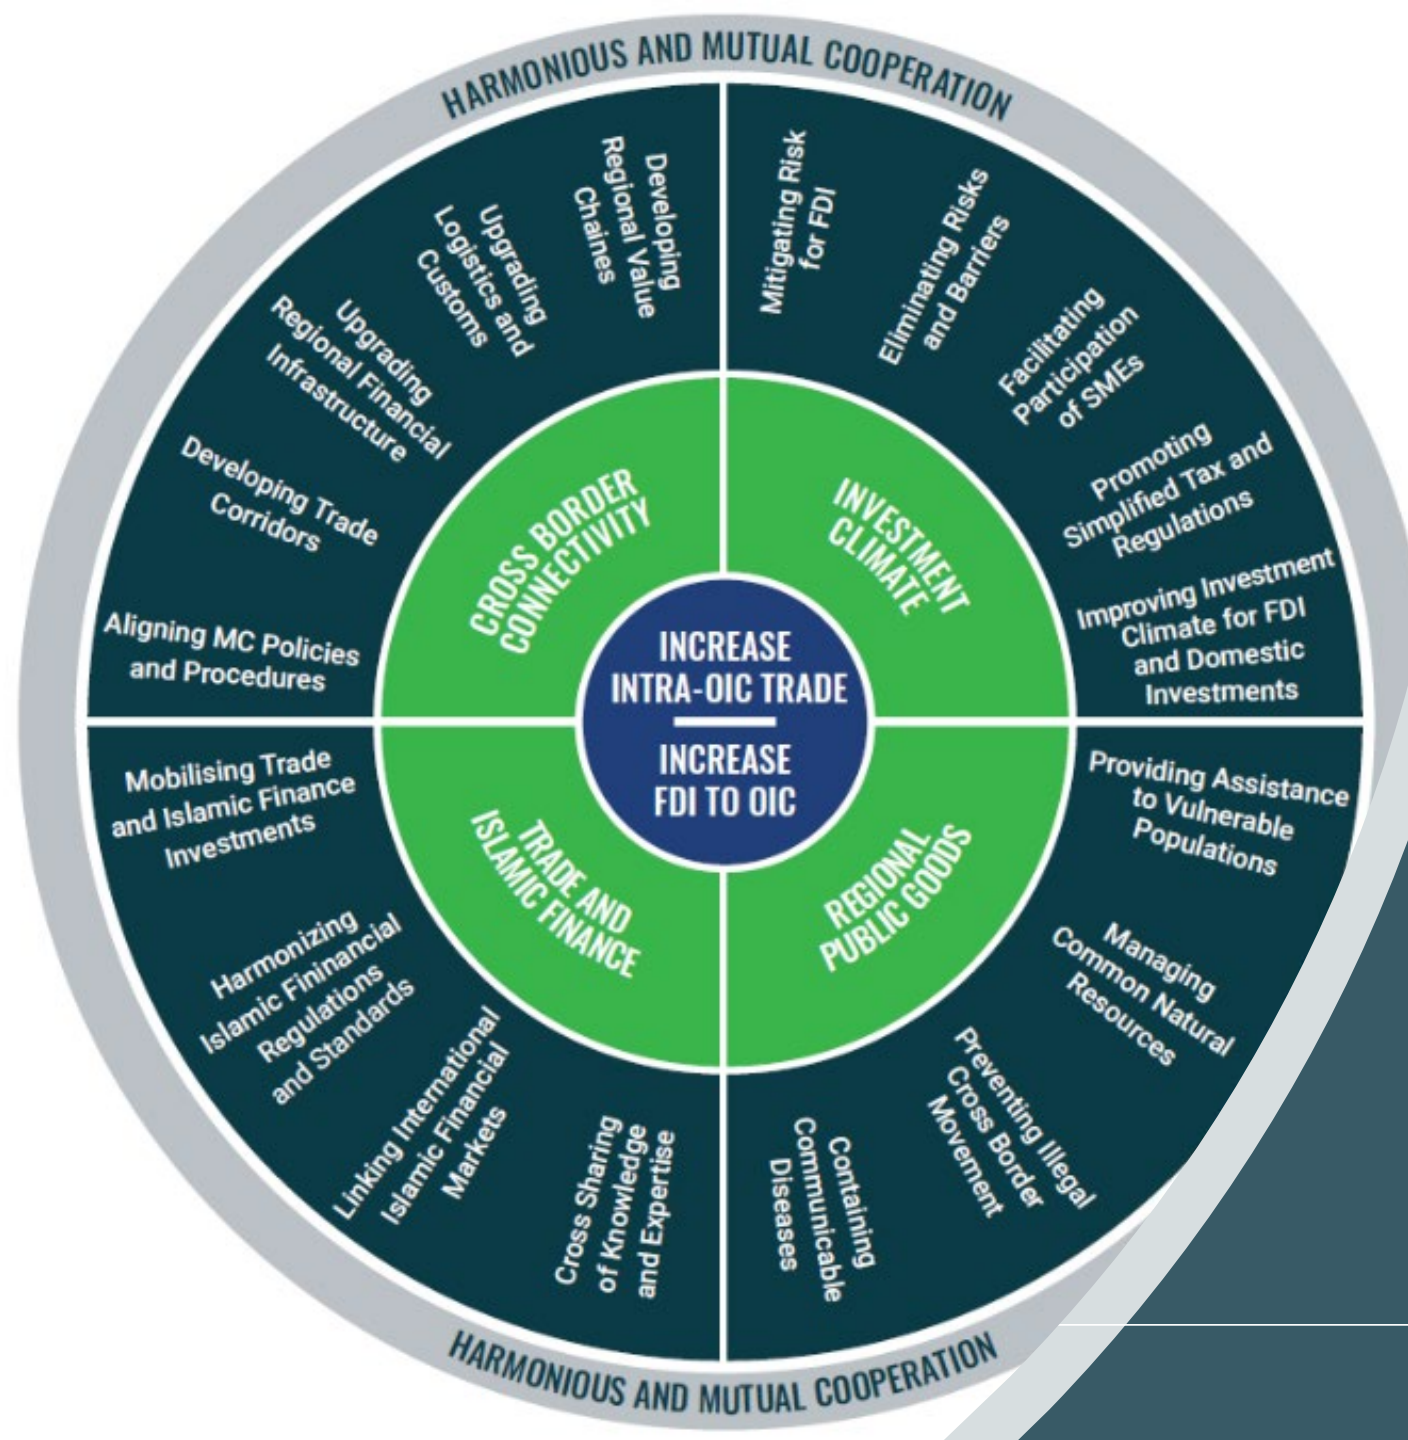 HARMONIOUS AND MUTUAL COOPERATION
Developing
Regional Value
Chaines
Upgrading
Logistics and
Customs
Upgrading
Regional Financial
Infrastructure
Developing Trade
Corridors
Aligning MC Policies
and Procedures
Mitigating Risk
for FDI
Eliminating Risks
and Barriers
Facilitating
Participation
of SMEs
Promoting
Simplified Tax and
Regulations
Improving Investment
Climate for FDI
and Domestic
Investments
CROSS BORDER
CONNECTIVITY
INVESTMENT
CLIMATE
INCREASE
INTRA-OIC TRADE
INCREASE
FDI TO OIC
TRADE AND
ISLAMIC FINANCE
REGIONAL
PUBLIC GOODS
Mobilising Trade
and Islamic Finance
Investments
Harmonizing
Islamic Fininancial
Regulations
and Standards
Linking International
Islamic Financial
Markets
Cross Sharing
of Knowledge
and Expertise
Providing Assistance
to Vulnerable
Populations
Managing
Common Natural
Resources
Preventing Illegal
Cross Border
Movement
Containing
Communicable
Diseases
HARMONIOUS AND MUTUAL COOPERATION